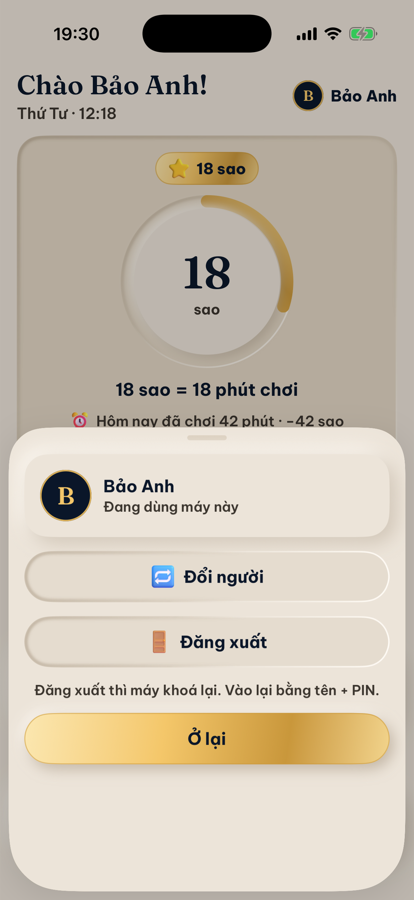 19:30
Chào Bảo Anh!
Thứ Tư · 12:18
B
Bảo Anh
18 sao
18
sao
18 sao = 18 phút chơi
Hôm nay đã chơi 42 phút · −42 sao
B
Bảo Anh
Đang dùng máy này
Đổi người
Đăng xuất
Đăng xuất thì máy khoá lại. Vào lại bằng tên + PIN.
Ở lại